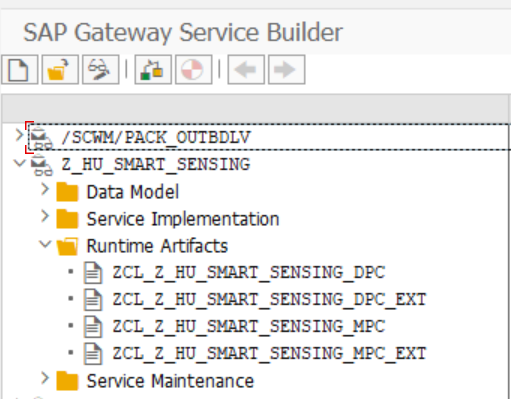 SAP Gateway Service Builder
/SCWM/PACK_OUTBDLV
Z_HU_SMART_SENSING
Data Model
Service Implementation
Runtime Artifacts
ZCL_Z_HU_SMART_SENSING_DPC
ZCL_Z_HU_SMART_SENSING_DPC_EXT
ZCL_Z_HU_SMART_SENSING_MPC
ZCL_Z_HU_SMART_SENSING_MPC_EXT
Service Maintenance